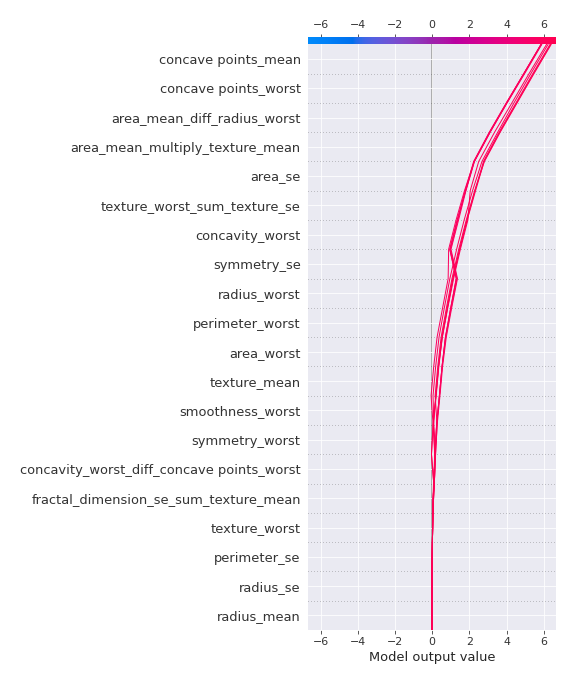 −6 −4 −2 0 2 4 6
concave points_mean
concave points_worst
area_mean_diff_radius_worst
area_mean_multiply_texture_mean
area_se
texture_worst_sum_texture_se
concavity_worst
symmetry_se
radius_worst
perimeter_worst
area_worst
texture_mean
smoothness_worst
symmetry_worst
concavity_worst_diff_concave points_worst
fractal_dimension_se_sum_texture_mean
texture_worst
perimeter_se
radius_se
radius_mean
−6 −4 −2 0 2 4 6
Model output value